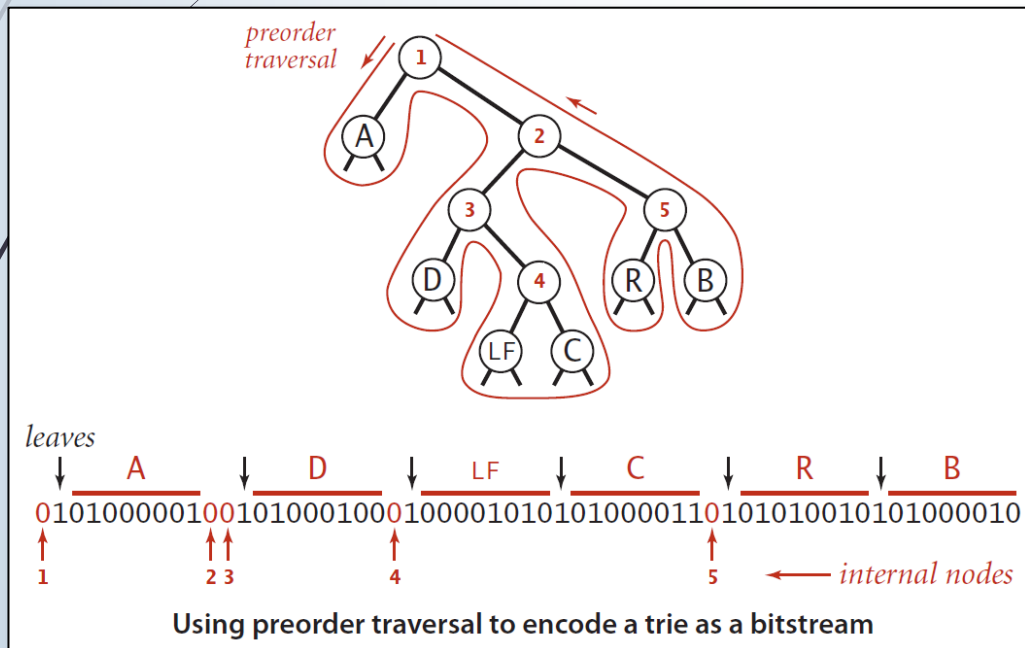 preorder
traversal
1
A
2
3
5
D
4
R
B
LF
C
leaves
A D LF C R B
01010000010010100010001000010101010000110101010010101000010
1 2 3 4 5 internal nodes
Using preorder traversal to encode a trie as a bitstream